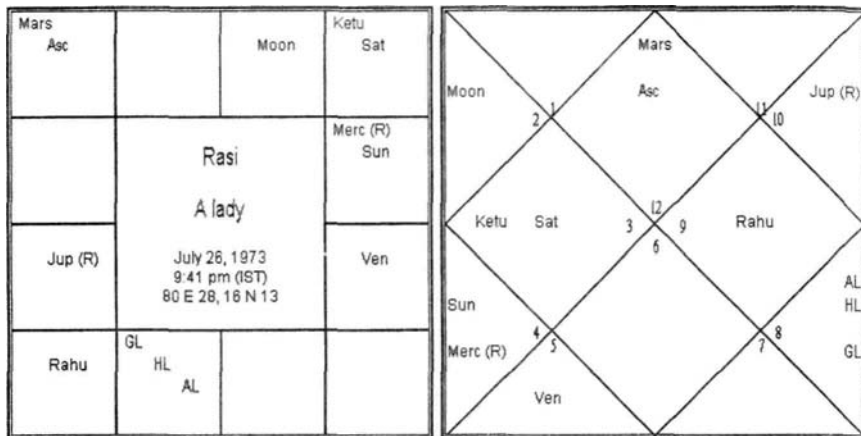 Mars
Asc
Moon
Ketu
Sat
Merc (R)
Sun
Rasi
A lady
July 26, 1973
9:41 pm (IST)
80 E 28, 16 N 13
Jup (R)
Ven
Rahu
GL
HL
AL
Mars
Moon
Asc
Jup (R)
1
11
2
10
12
Ketu Sat
3
9
Rahu
6
AL
Sun
HL
4
8
Merc (R)
5
7
GL
Ven